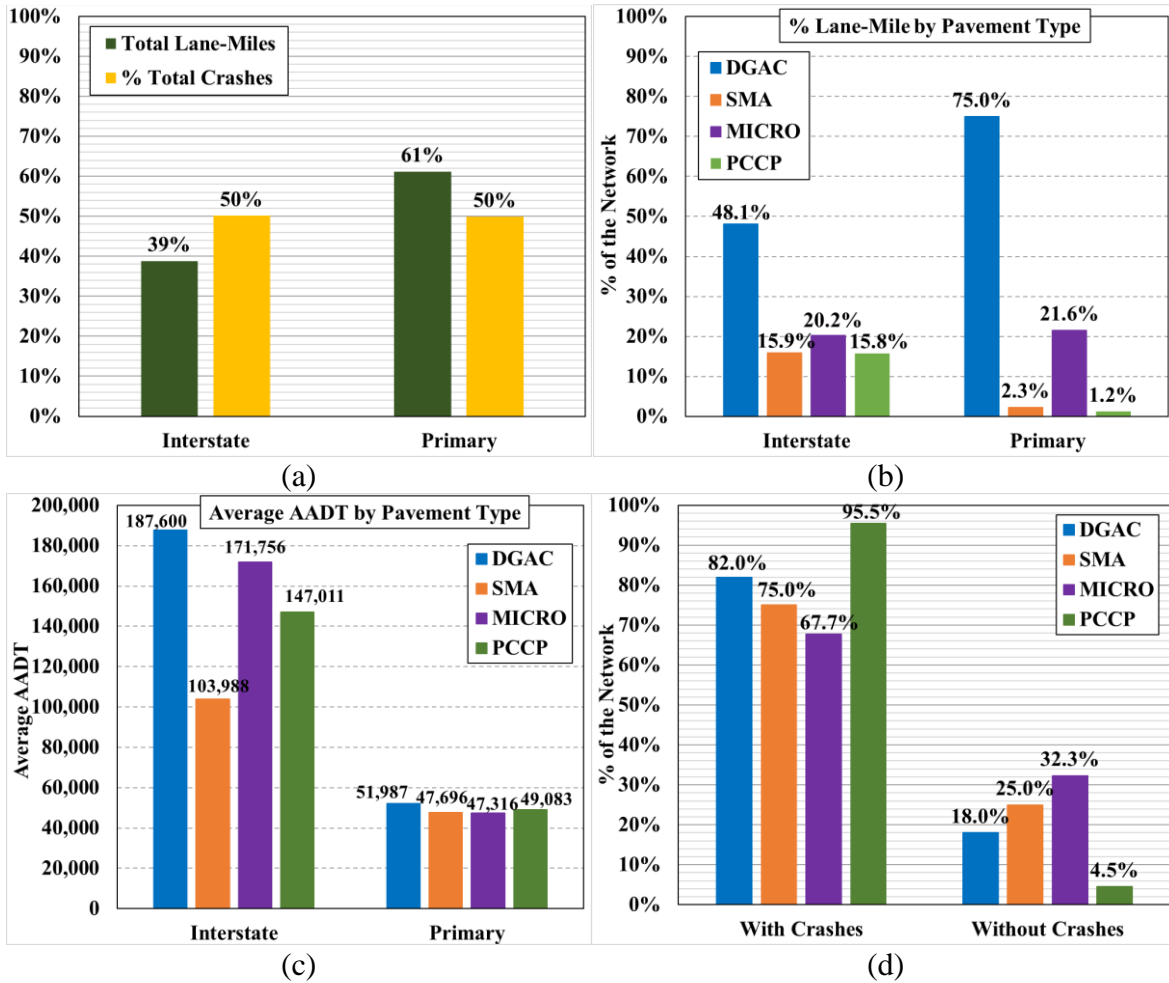 100%
90%
80%
70%
60%
50%
40%
30%
20%
10%
0%
Total Lane-Miles
% Total Crashes
39%
50%
61%
50%
Interstate
Primary
(a)
% Lane-Mile by Pavement Type
% of the Network
100%
90%
80%
70%
60%
50%
40%
30%
20%
10%
0%
DGAC
SMA
MICRO
PCCP
48.1%
15.9%
20.2%
15.8%
75.0%
2.3%
21.6%
1.2%
Interstate
Primary
(b)
Average AADT by Pavement Type
Average AADT
200,000
180,000
160,000
140,000
120,000
100,000
80,000
60,000
40,000
20,000
0
DGAC
SMA
MICRO
PCCP
187,600
103,988
171,756
147,011
51,987
47,696
47,316
49,083
Interstate
Primary
(c)
% of the Network
100%
90%
80%
70%
60%
50%
40%
30%
20%
10%
0%
DGAC
SMA
MICRO
PCCP
82.0%
75.0%
67.7%
95.5%
18.0%
25.0%
32.3%
4.5%
With Crashes
Without Crashes
(d)